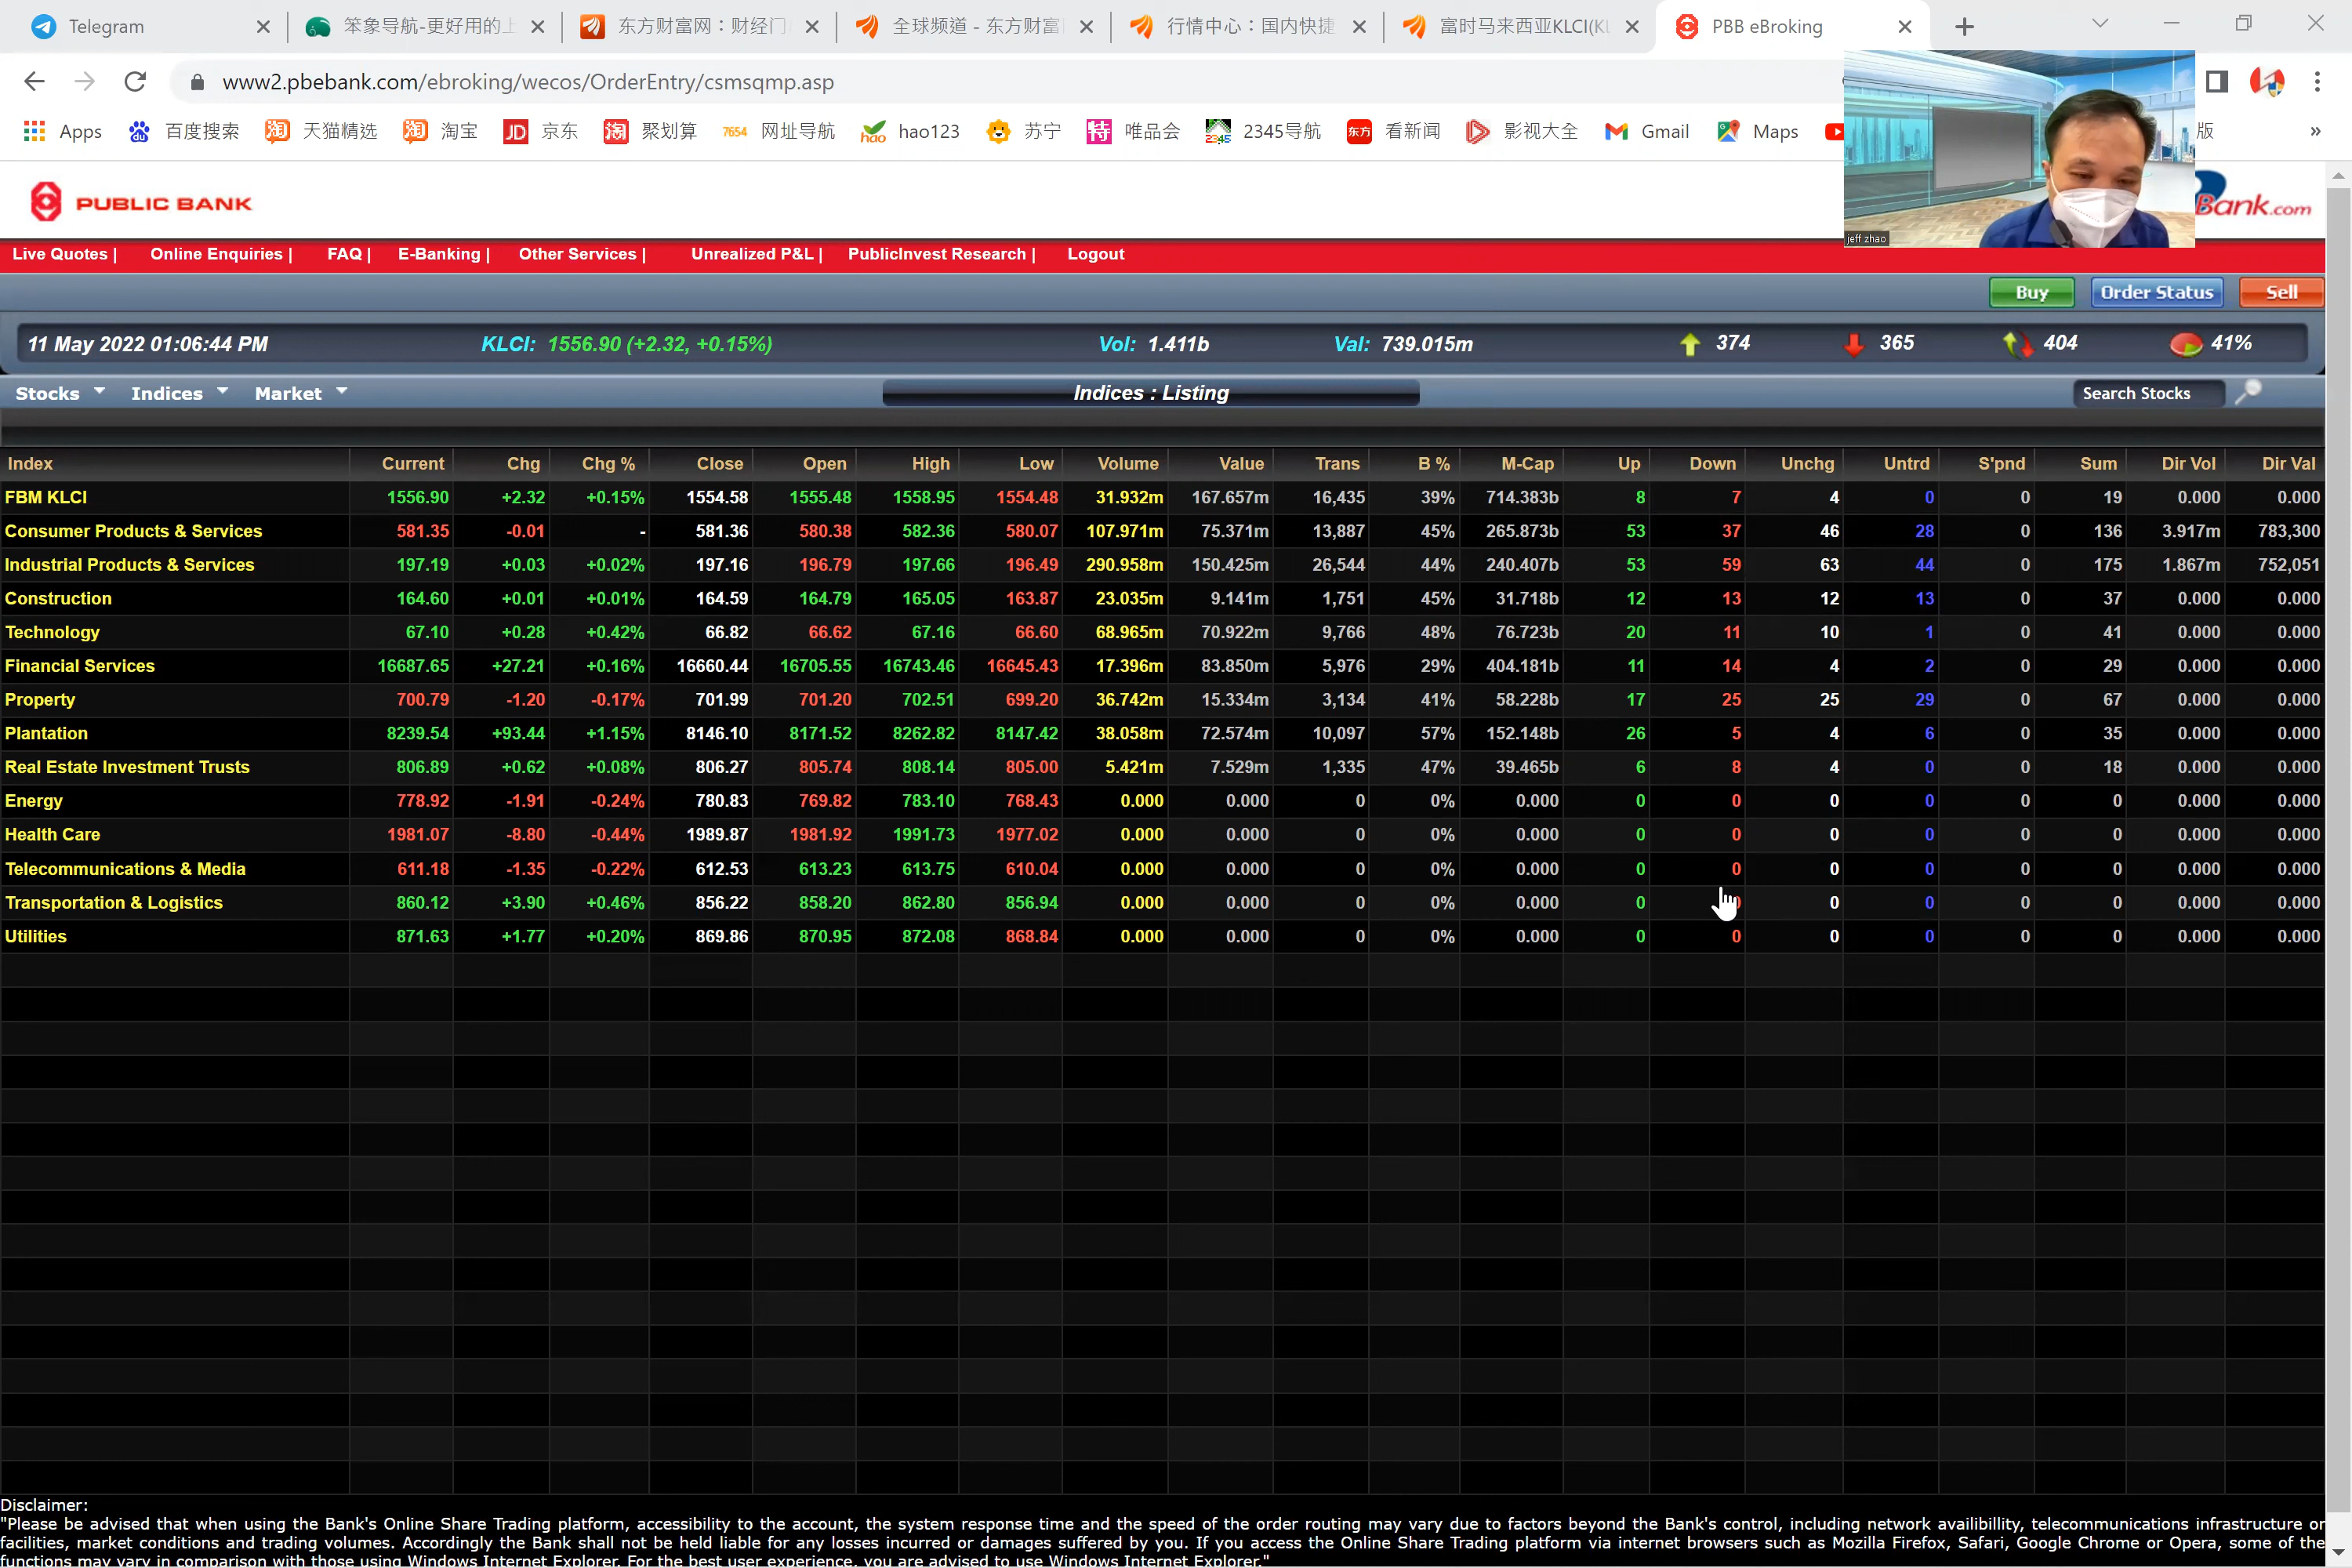 Telegram
笨象导航-更好用的上
东方财富网：财经门
全球频道 - 东方财富
行情中心：国内快捷
富时马来西亚KLCI(KL
PBB eBroking
www2.pbebank.com/ebroking/wecos/OrderEntry/csmsqmp.asp
Apps 百度搜索 天猫精选 淘宝 京东 聚划算 网址导航 hao123 苏宁 唯品会 2345导航 看新闻 影视大全 Gmail Maps 版 »
jeff zhao
PUBLIC BANK
Bank.com
Live Quotes | Online Enquiries | FAQ | E-Banking | Other Services | Unrealized P&L | PublicInvest Research | Logout
Buy Order Status Sell
11 May 2022 01:06:44 PM KLCI: 1556.90 (+2.32, +0.15%) Vol: 1.411b Val: 739.015m 374 365 404 41%
Stocks Indices Market Indices : Listing Search Stocks
Index Current Chg Chg % Close Open High Low Volume Value Trans B % M-Cap Up Down Unchg Untrd S'pnd Sum Dir Vol Dir Val
FBM KLCI 1556.90 +2.32 +0.15% 1554.58 1555.48 1558.95 1554.48 31.932m 167.657m 16,435 39% 714.383b 8 7 4 0 0 19 0.000 0.000
Consumer Products & Services 581.35 -0.01 - 581.36 580.38 582.36 580.07 107.971m 75.371m 13,887 45% 265.873b 53 37 46 28 0 136 3.917m 783,300
Industrial Products & Services 197.19 +0.03 +0.02% 197.16 196.79 197.66 196.49 290.958m 150.425m 26,544 44% 240.407b 53 59 63 44 0 175 1.867m 752,051
Construction 164.60 +0.01 +0.01% 164.59 164.79 165.05 163.87 23.035m 9.141m 1,751 45% 31.718b 12 13 12 13 0 37 0.000 0.000
Technology 67.10 +0.28 +0.42% 66.82 66.62 67.16 66.60 68.965m 70.922m 9,766 48% 76.723b 20 11 10 1 0 41 0.000 0.000
Financial Services 16687.65 +27.21 +0.16% 16660.44 16705.55 16743.46 16645.43 17.396m 83.850m 5,976 29% 404.181b 11 14 4 2 0 29 0.000 0.000
Property 700.79 -1.20 -0.17% 701.99 701.20 702.51 699.20 36.742m 15.334m 3,134 41% 58.228b 17 25 25 29 0 67 0.000 0.000
Plantation 8239.54 +93.44 +1.15% 8146.10 8171.52 8262.82 8147.42 38.058m 72.574m 10,097 57% 152.148b 26 5 4 6 0 35 0.000 0.000
Real Estate Investment Trusts 806.89 +0.62 +0.08% 806.27 805.74 808.14 805.00 5.421m 7.529m 1,335 47% 39.465b 6 8 4 0 0 18 0.000 0.000
Energy 778.92 -1.91 -0.24% 780.83 769.82 783.10 768.43 0.000 0.000 0 0% 0.000 0 0 0 0 0 0 0.000 0.000
Health Care 1981.07 -8.80 -0.44% 1989.87 1981.92 1991.73 1977.02 0.000 0.000 0 0% 0.000 0 0 0 0 0 0 0.000 0.000
Telecommunications & Media 611.18 -1.35 -0.22% 612.53 613.23 613.75 610.04 0.000 0.000 0 0% 0.000 0 0 0 0 0 0 0.000 0.000
Transportation & Logistics 860.12 +3.90 +0.46% 856.22 858.20 862.80 856.94 0.000 0.000 0 0% 0.000 0 0 0 0 0 0 0.000 0.000
Utilities 871.63 +1.77 +0.20% 869.86 870.95 872.08 868.84 0.000 0.000 0 0% 0.000 0 0 0 0 0 0 0.000 0.000
Disclaimer:
"Please be advised that when using the Bank's Online Share Trading platform, accessibility to the account, the system response time and the speed of the order routing may vary due to factors beyond the Bank's control, including network availibillity, telecommunications infrastructure or
facilities, market conditions and trading volumes. Accordingly the Bank shall not be held liable for any losses incurred or damages suffered by you. If you access the Online Share Trading platform via internet browsers such as Mozilla Firefox, Safari, Google Chrome or Opera, some of the
functions may vary in comparison with those using Windows Internet Explorer. For the best user experience, you are advised to use Windows Internet Explorer."